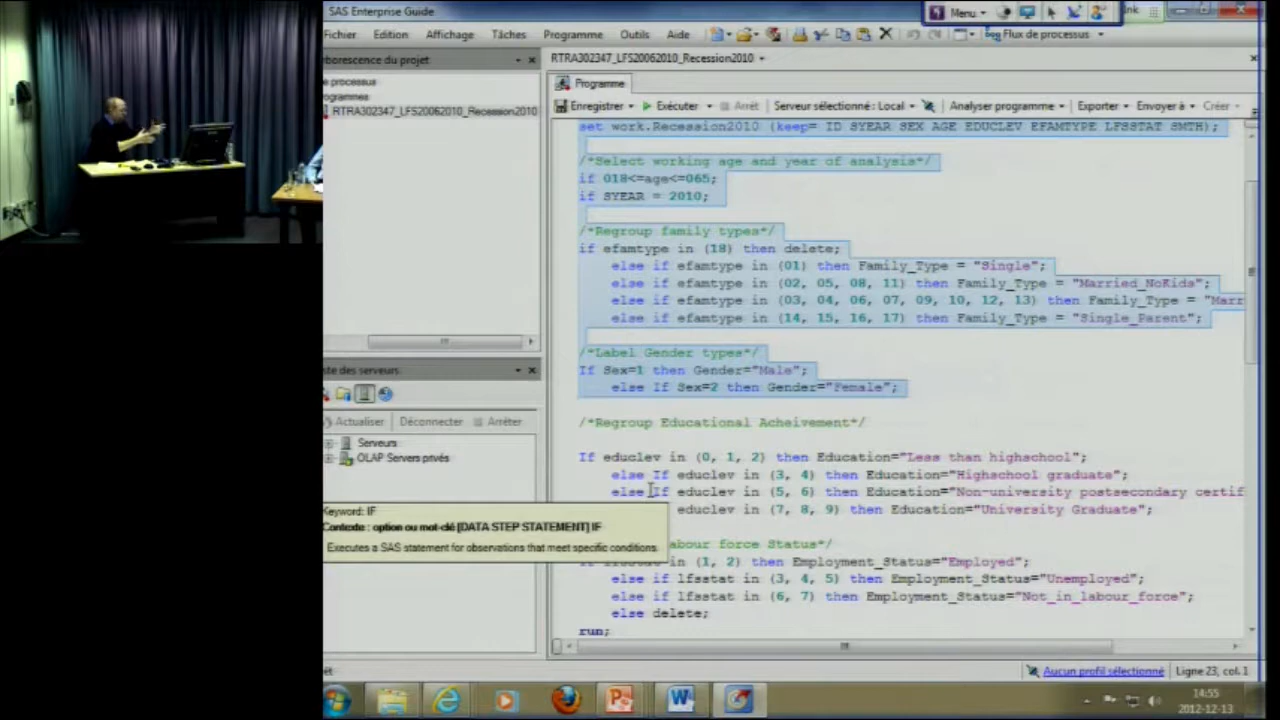 SAS Enterprise Guide
Menu
Fichier Edition Affichage Tâches Programme Outils Aide Flux de processus
borescence du projet
RTRA302347_LFS20062010_Recession2010
e processus
ogrammes
RTRA302347_LFS20062010_Recession2010
Programme
Enregistrer Exécuter Arrêt Serveur sélectionné : Local Analyser programme Exporter Envoyer à Créer
set work.Recession2010 (keep= ID SYEAR SEX AGE EDUCLEV EFAMTYPE LFSSTAT SMTH);
/*Select working age and year of analysis*/
if 018<=age<=065;
if SYEAR = 2010;
/*Regroup family types*/
if efamtype in (18) then delete;
else if efamtype in (01) then Family_Type = "Single";
else if efamtype in (02, 05, 08, 11) then Family_Type = "Married_NoKids";
else if efamtype in (03, 04, 06, 07, 09, 10, 12, 13) then Family_Type = "Marr
else if efamtype in (14, 15, 16, 17) then Family_Type = "Single_Parent";
/*Label Gender types*/
If Sex=1 then Gender="Male";
else If Sex=2 then Gender="Female";
/*Regroup Educational Acheivement*/
If educlev in (0, 1, 2) then Education="Less than highschool";
else If educlev in (3, 4) then Education="Highschool graduate";
else If educlev in (5, 6) then Education="Non-university postsecondary certif
educlev in (7, 8, 9) then Education="University Graduate";
abour force Status*/
in (1, 2) then Employment_Status="Employed";
else if lfsstat in (3, 4, 5) then Employment_Status="Unemployed";
else if lfsstat in (6, 7) then Employment_Status="Not_in_labour_force";
else delete;
run;
ste des serveurs
Actualiser Déconnecter Arrêter
Serveurs
OLAP Servers privés
Keyword: IF
Contexte : option ou mot-clé [DATA STEP STATEMENT] IF
Executes a SAS statement for observations that meet specific conditions.
Aucun profil sélectionné Ligne 23, col. 1
14:55
2012-12-13